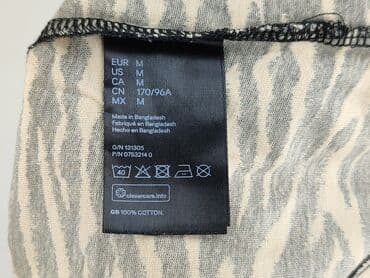 EUR M
US M
CA M
CN 170/96A
MX M
Made in Bangladesh
Fabriqué en Bangladesh
Hecho en Bangladesh
O/N 131305
P/N 0753214 0
40
clevercare.info
GB 100% COTTON.